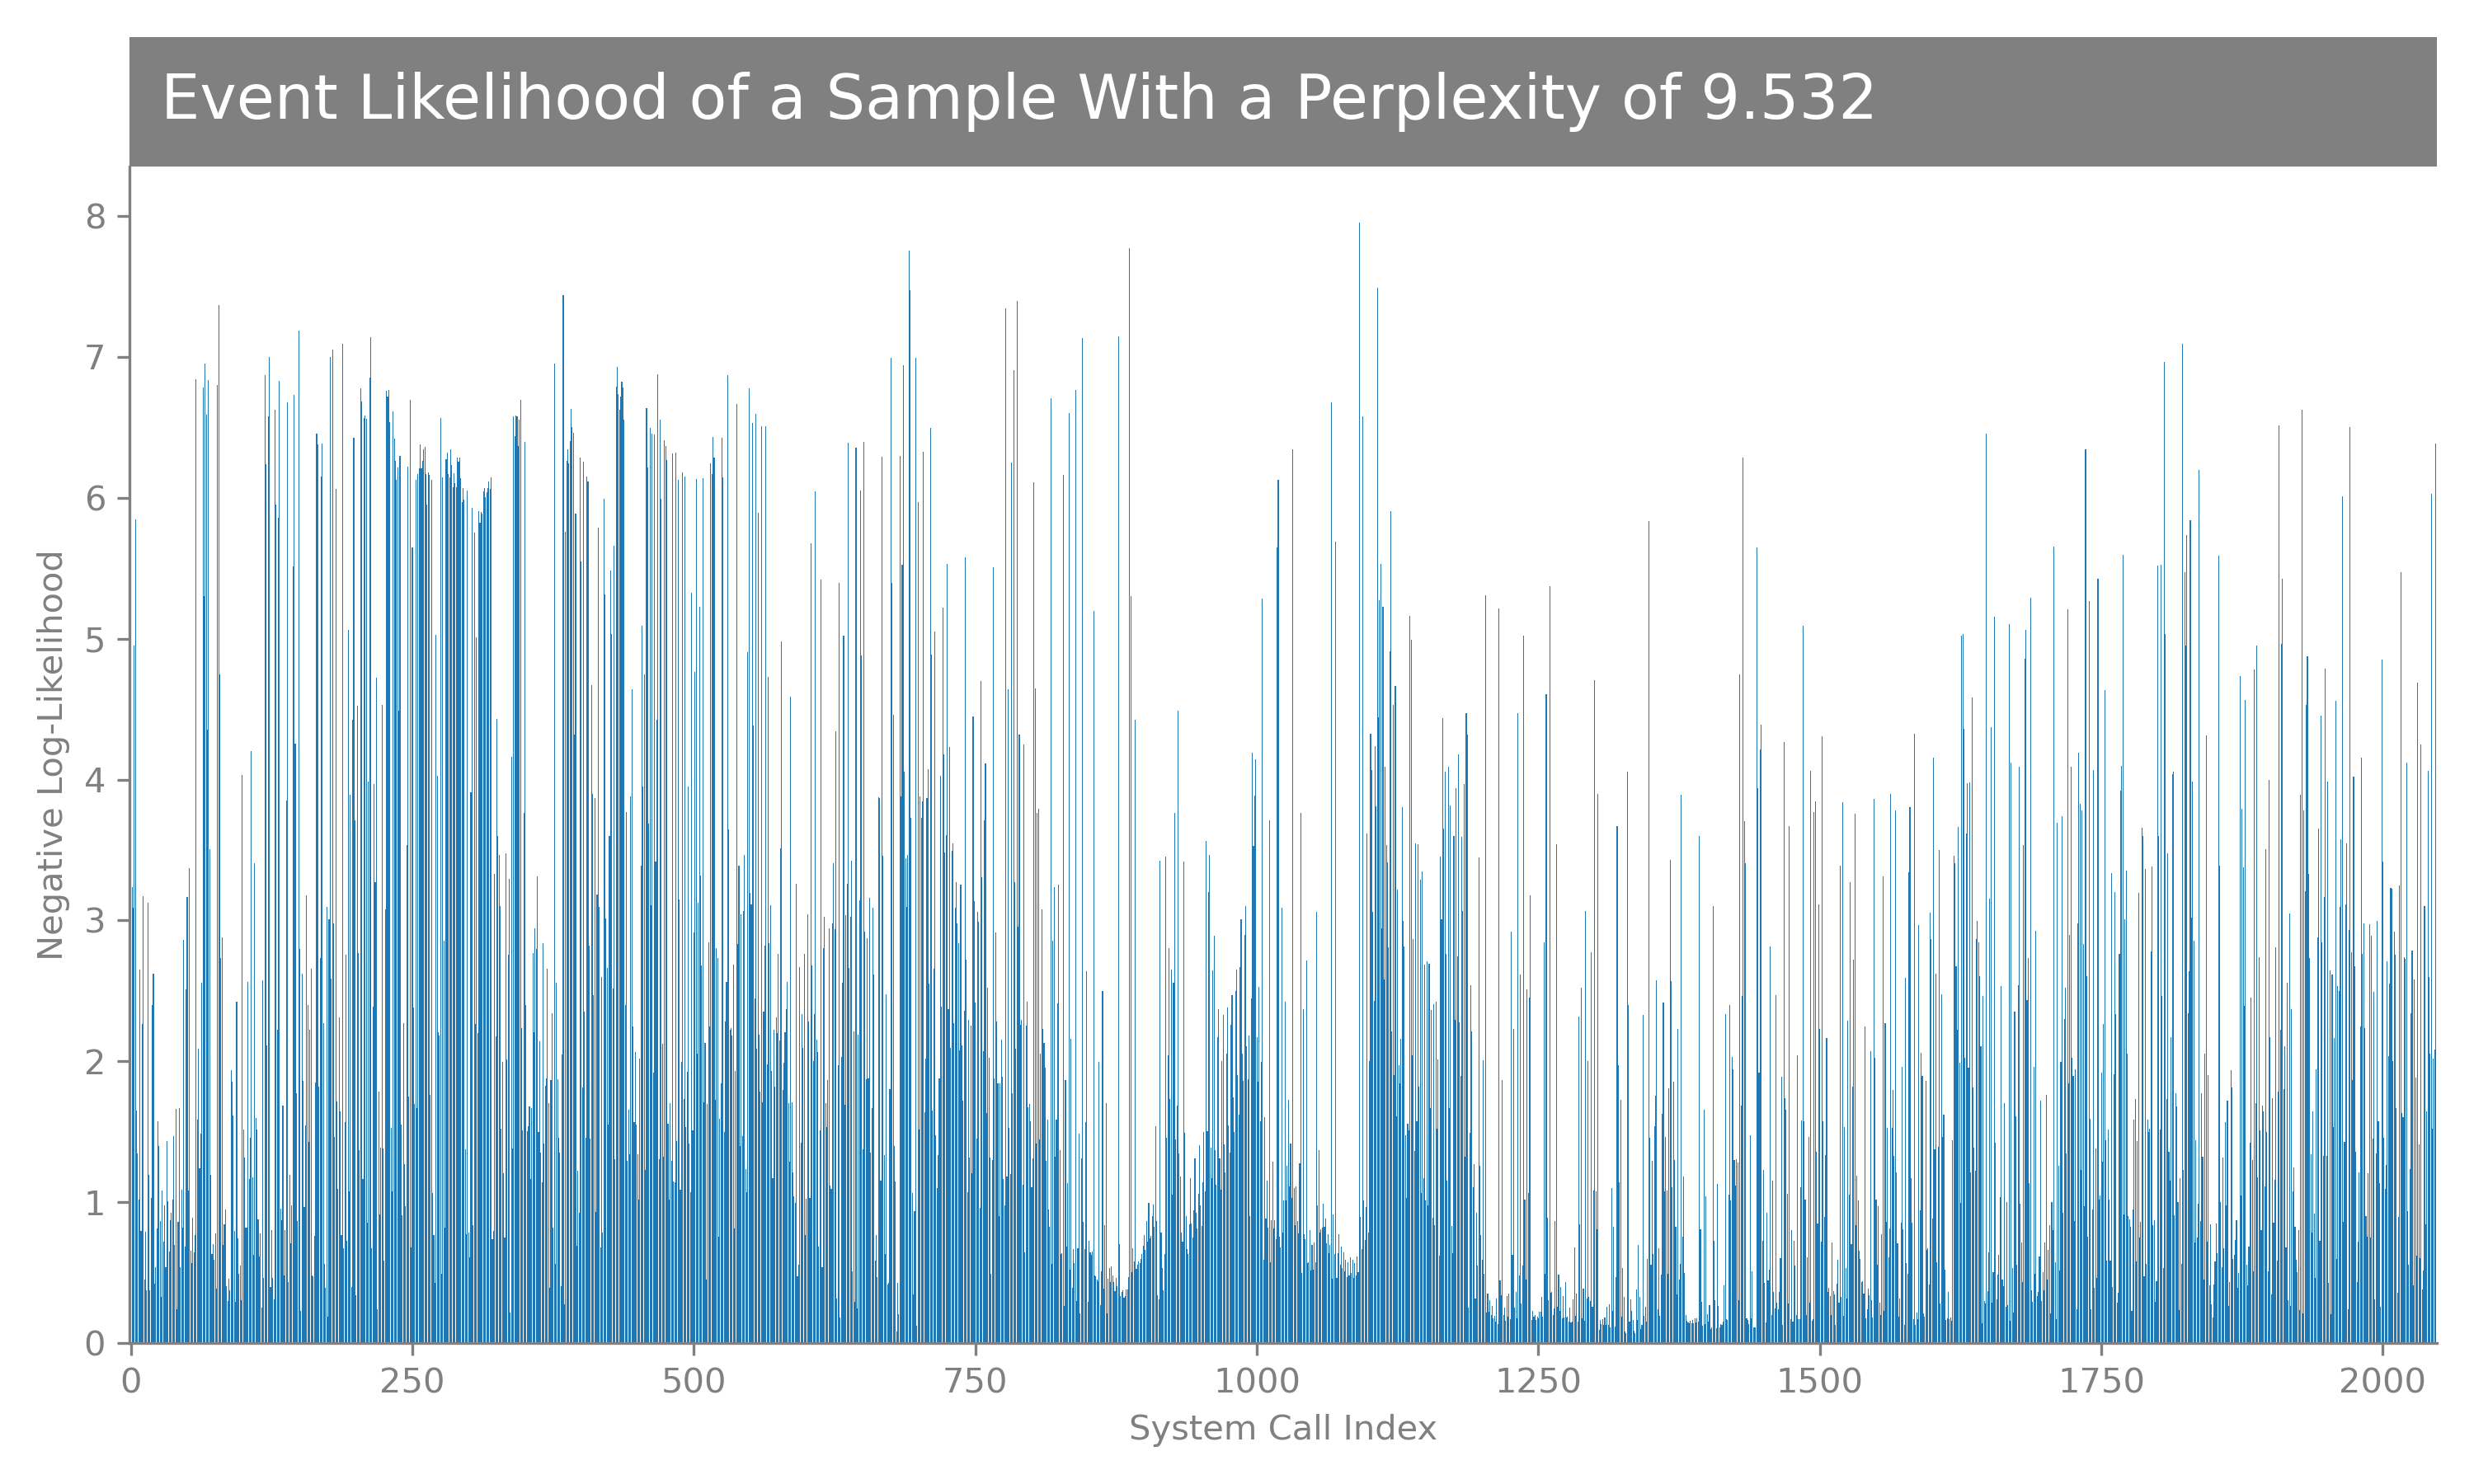 Event Likelihood of a Sample With a Perplexity of 9.532
8
7
6
5
4
3
2
1
0
Negative Log-Likelihood
0 250 500 750 1000 1250 1500 1750 2000
System Call Index